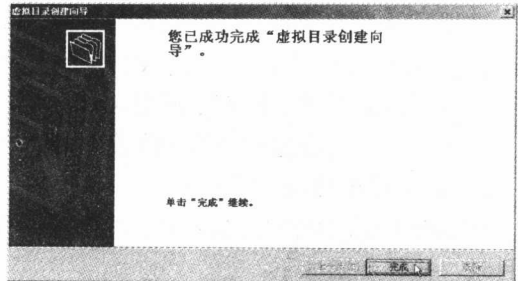 虚拟目录创建向导
您已成功完成“虚拟目录创建向
导”。
单击“完成”继续。
完成